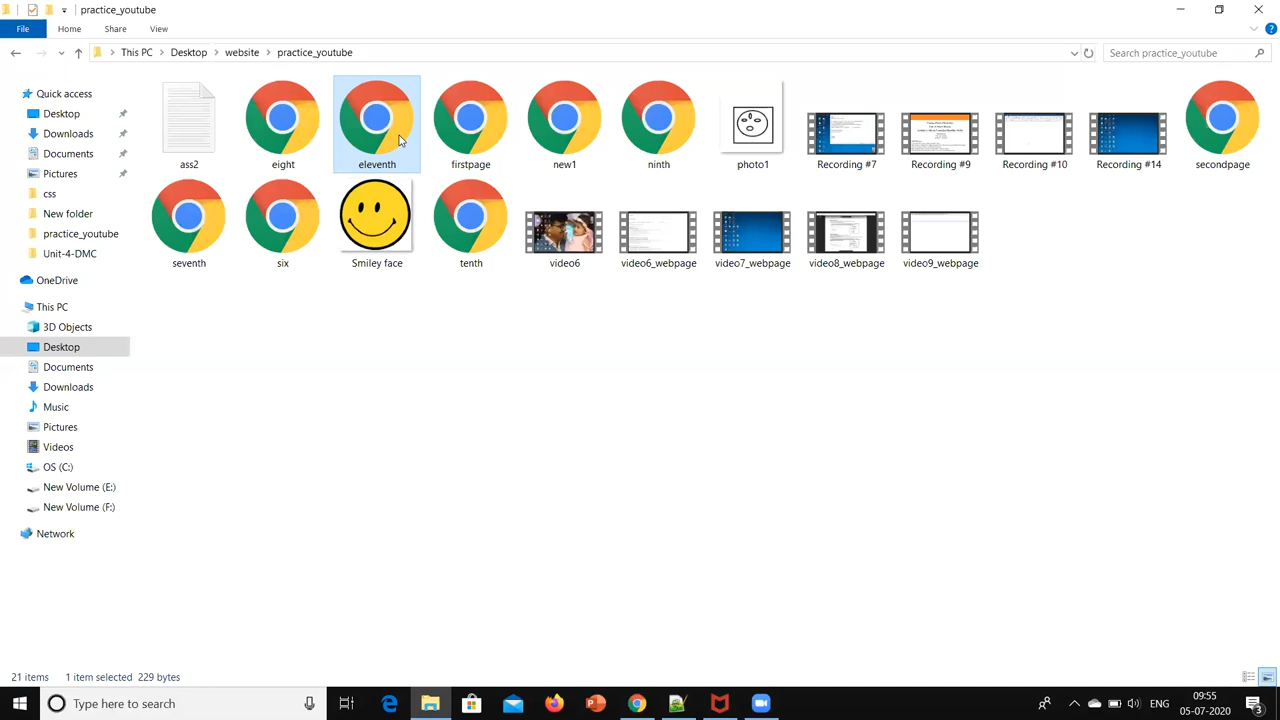 practice_youtube
File Home Share View
This PC Desktop website practice_youtube
Search practice_youtube
Quick access
Desktop
Downloads
Documents
Pictures
css
New folder
practice_youtube
Unit-4-DMC
OneDrive
This PC
3D Objects
Desktop
Documents
Downloads
Music
Pictures
Videos
OS (C:)
New Volume (E:)
New Volume (F:)
Network
ass2 eight eleventh firstpage new1 ninth photo1 Recording #7 Recording #9 Recording #10 Recording #14 secondpage
seventh six Smiley face tenth video6 video6_webpage video7_webpage video8_webpage video9_webpage
21 items 1 item selected 229 bytes
Type here to search
ENG
09:55
05-07-2020
3